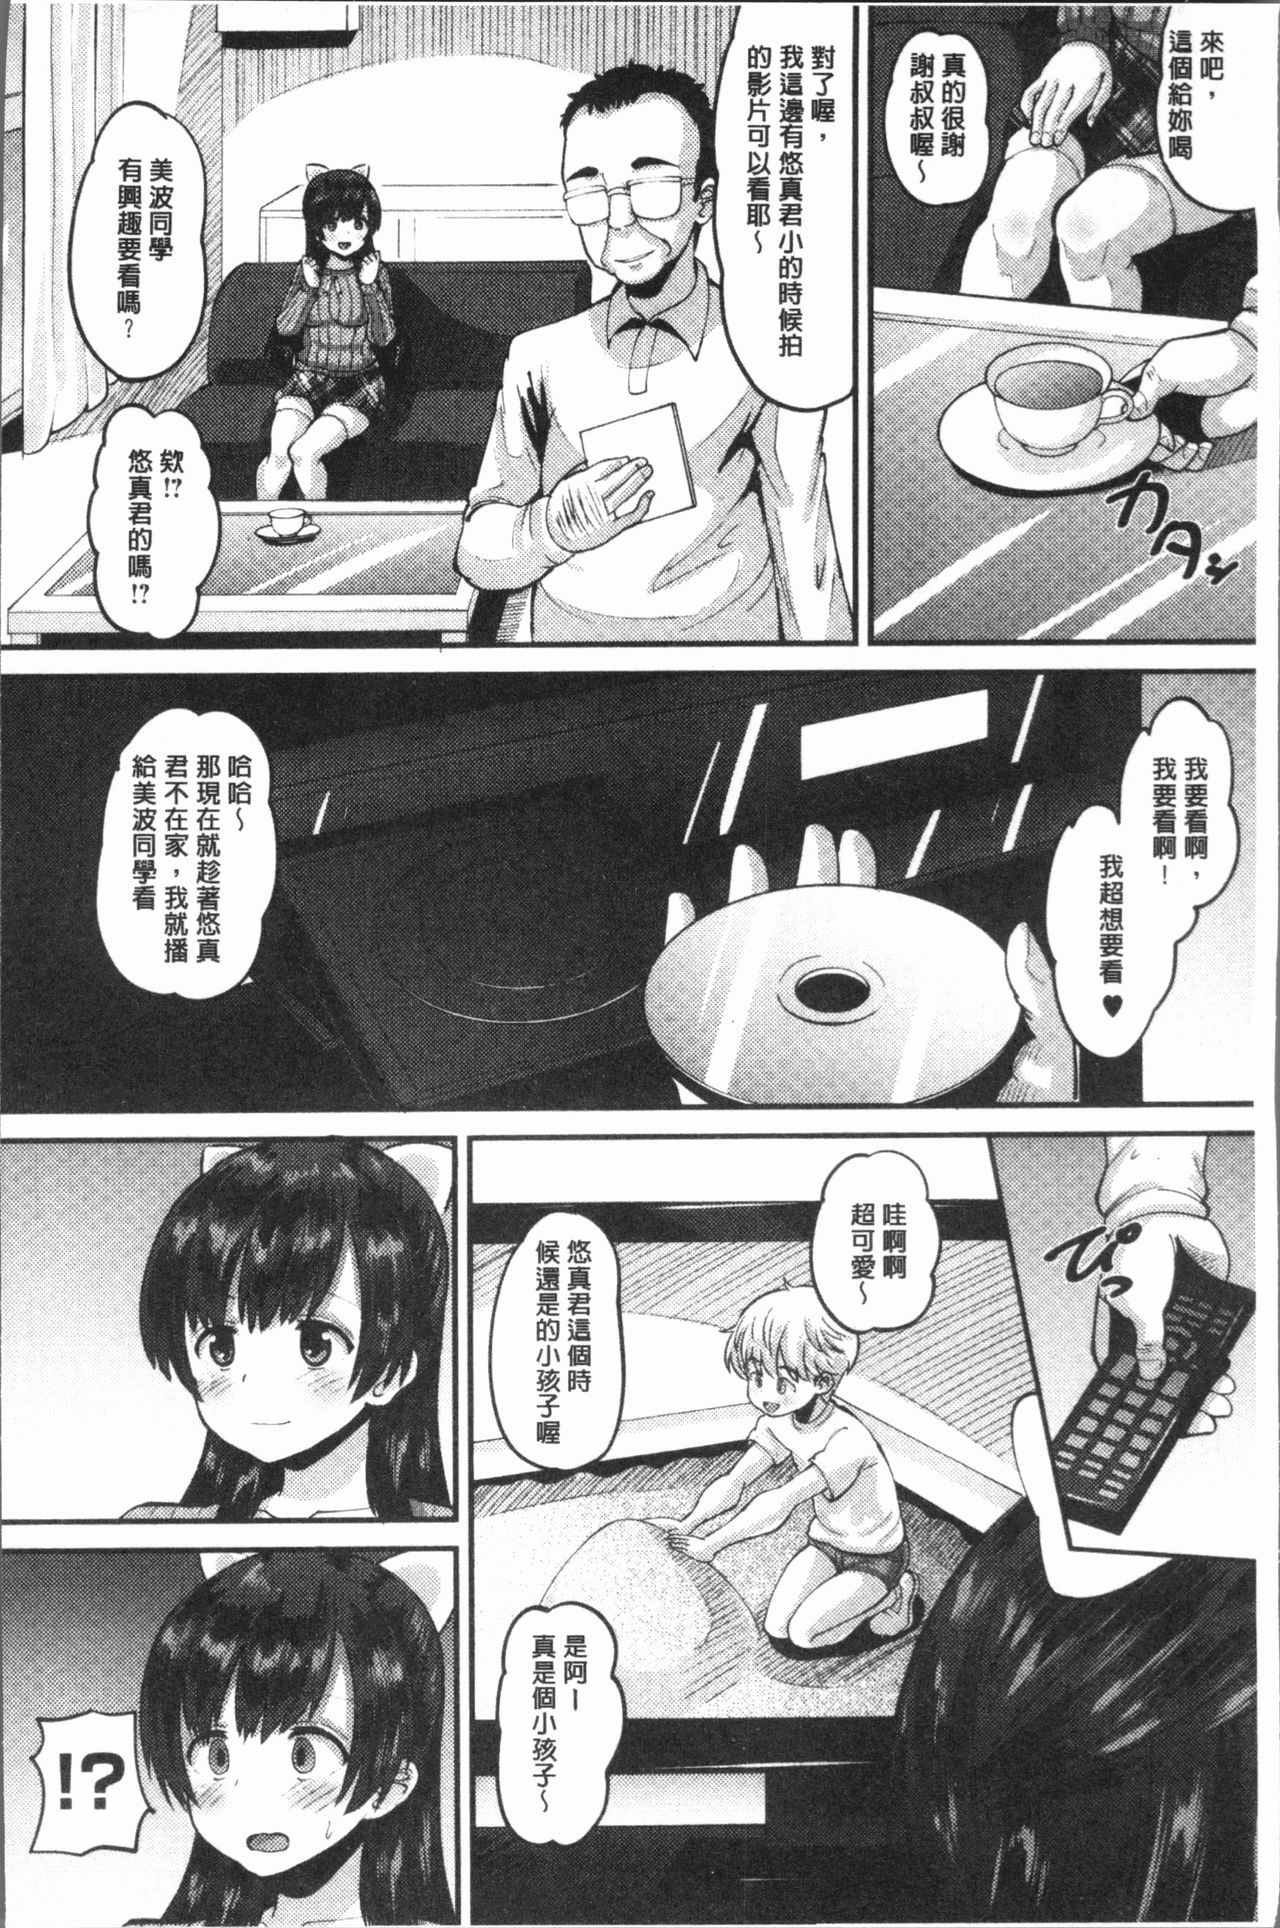 來吧，
這個給妳喝
真的很謝
謝叔叔喔～
カタッ
對了喔，
我這邊有悠真君小的時候拍
的影片可以看耶～
美波同學
有興趣要看嗎？
欸!?
悠真君的嗎!?
我要看啊，
我要看啊！
我超想要看♥
哈哈～
那現在就趁著悠真
君不在家，我就播
給美波同學看
ぴっ
哇啊啊
超可愛～
悠真君這個時
候還是的小孩子喔
是阿ー
真是個小孩子～
!?